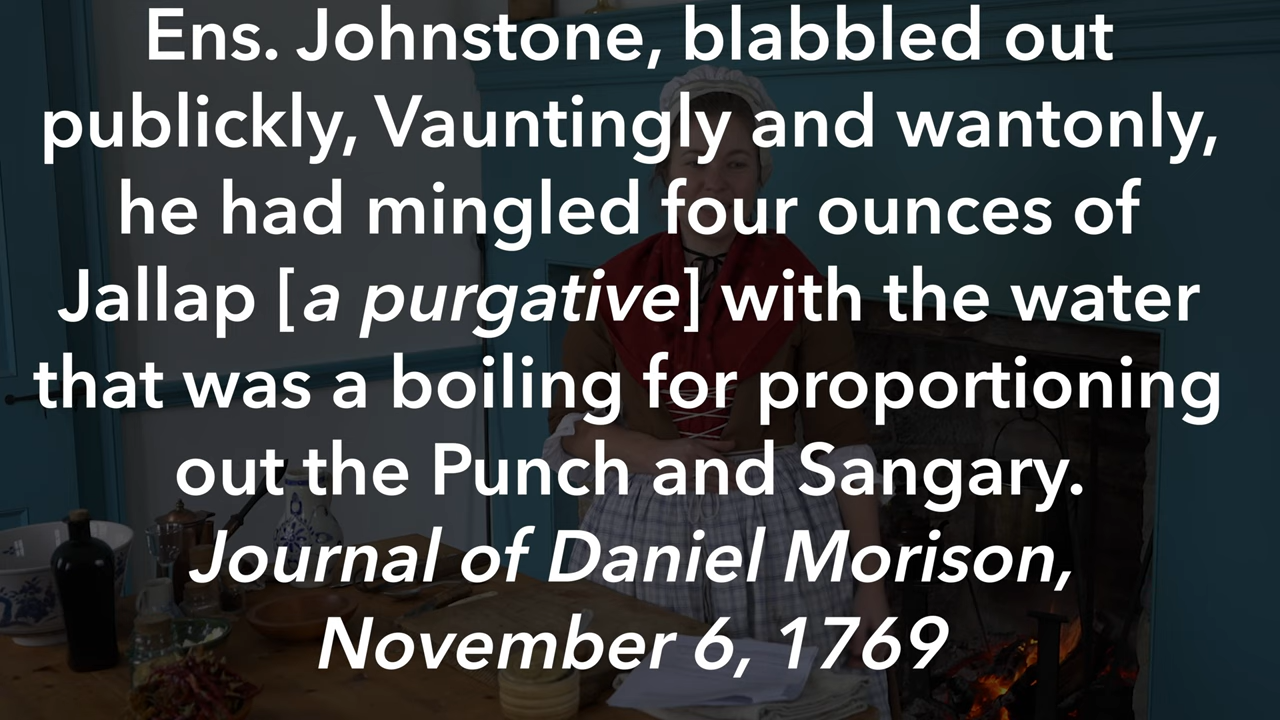 Ens. Johnstone, blabbled out
publickly, Vauntingly and wantonly,
he had mingled four ounces of
Jallap [a purgative] with the water
that was a boiling for proportioning
out the Punch and Sangary.
Journal of Daniel Morison,
November 6, 1769